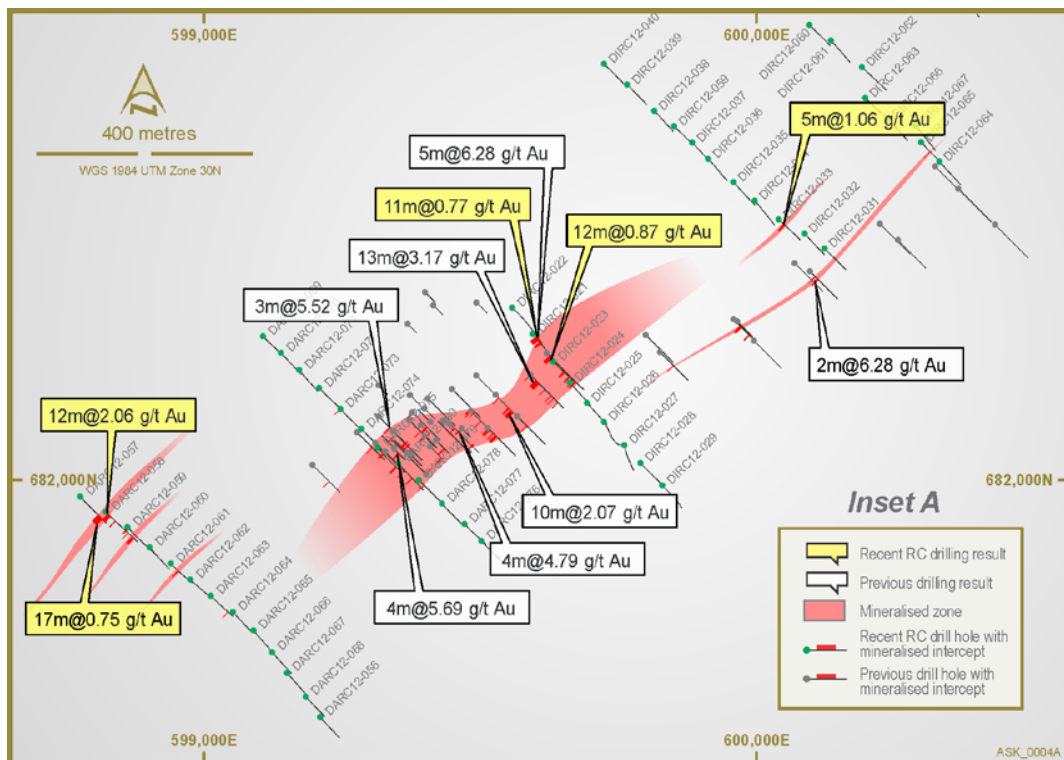 599,000E
600,000E
400 metres
WGS 1984 UTM Zone 30N
DIRC12-040
DIRC12-039
DIRC12-038
DIRC12-059
DIRC12-037
DIRC12-036
DIRC12-035
DIRC12-033
DIRC12-032
DIRC12-031
DIRC12-060
DIRC12-061
DIRC12-062
DIRC12-063
DIRC12-066
DIRC12-067
DIRC12-065
DIRC12-064
5m@1.06 g/t Au
5m@6.28 g/t Au
11m@0.77 g/t Au
12m@0.87 g/t Au
13m@3.17 g/t Au
3m@5.52 g/t Au
2m@6.28 g/t Au
DIRC12-022
DIRC12-021
DIRC12-023
DIRC12-024
DIRC12-025
DIRC12-026
DIRC12-027
DIRC12-028
DIRC12-029
DARC12-073
DARC12-074
DARC12-078
DARC12-077
12m@2.06 g/t Au
682,000N
682,000N
DARC12-057
DARC12-058
DARC12-059
DARC12-060
DARC12-061
DARC12-062
DARC12-063
DARC12-064
DARC12-065
DARC12-066
DARC12-067
DARC12-068
DARC12-056
10m@2.07 g/t Au
4m@4.79 g/t Au
4m@5.69 g/t Au
17m@0.75 g/t Au
Inset A
Recent RC drilling result
Previous drilling result
Mineralised zone
Recent RC drill hole with
mineralised intercept
Previous drill hole with
mineralised intercept
599,000E
600,000E
ASK_0004A